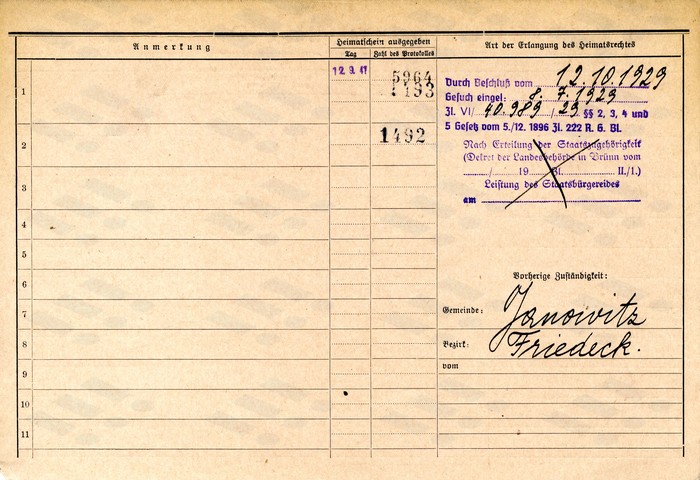 Anmerkung
Heimatschein ausgegeben
Tag
Zahl des Protokolles
Art der Erlangung des Heimatsrechtes
1
12.9.41
5964
1492
Durch Beschluß vom 12.10.1929
Gesuch eingel: 8. 7. 1929
Zl. VI/ 40.989 / 29 §§ 2, 3, 4 und
5 Gesetz vom 5./12. 1896 Zl. 222 R. G. Bl.
Nach Erteilung der Staatszugehörigkeit
(Dekret der Landesbehörde in Brünn vom
/ 19 Zl. II./1.)
Leistung des Staatsbürgereides
am
2
3
4
5
6
7
8
9
10
11
Vorherige Zuständigkeit:
Gemeinde: Janowitz
Bezirk: Friedeck.
vom